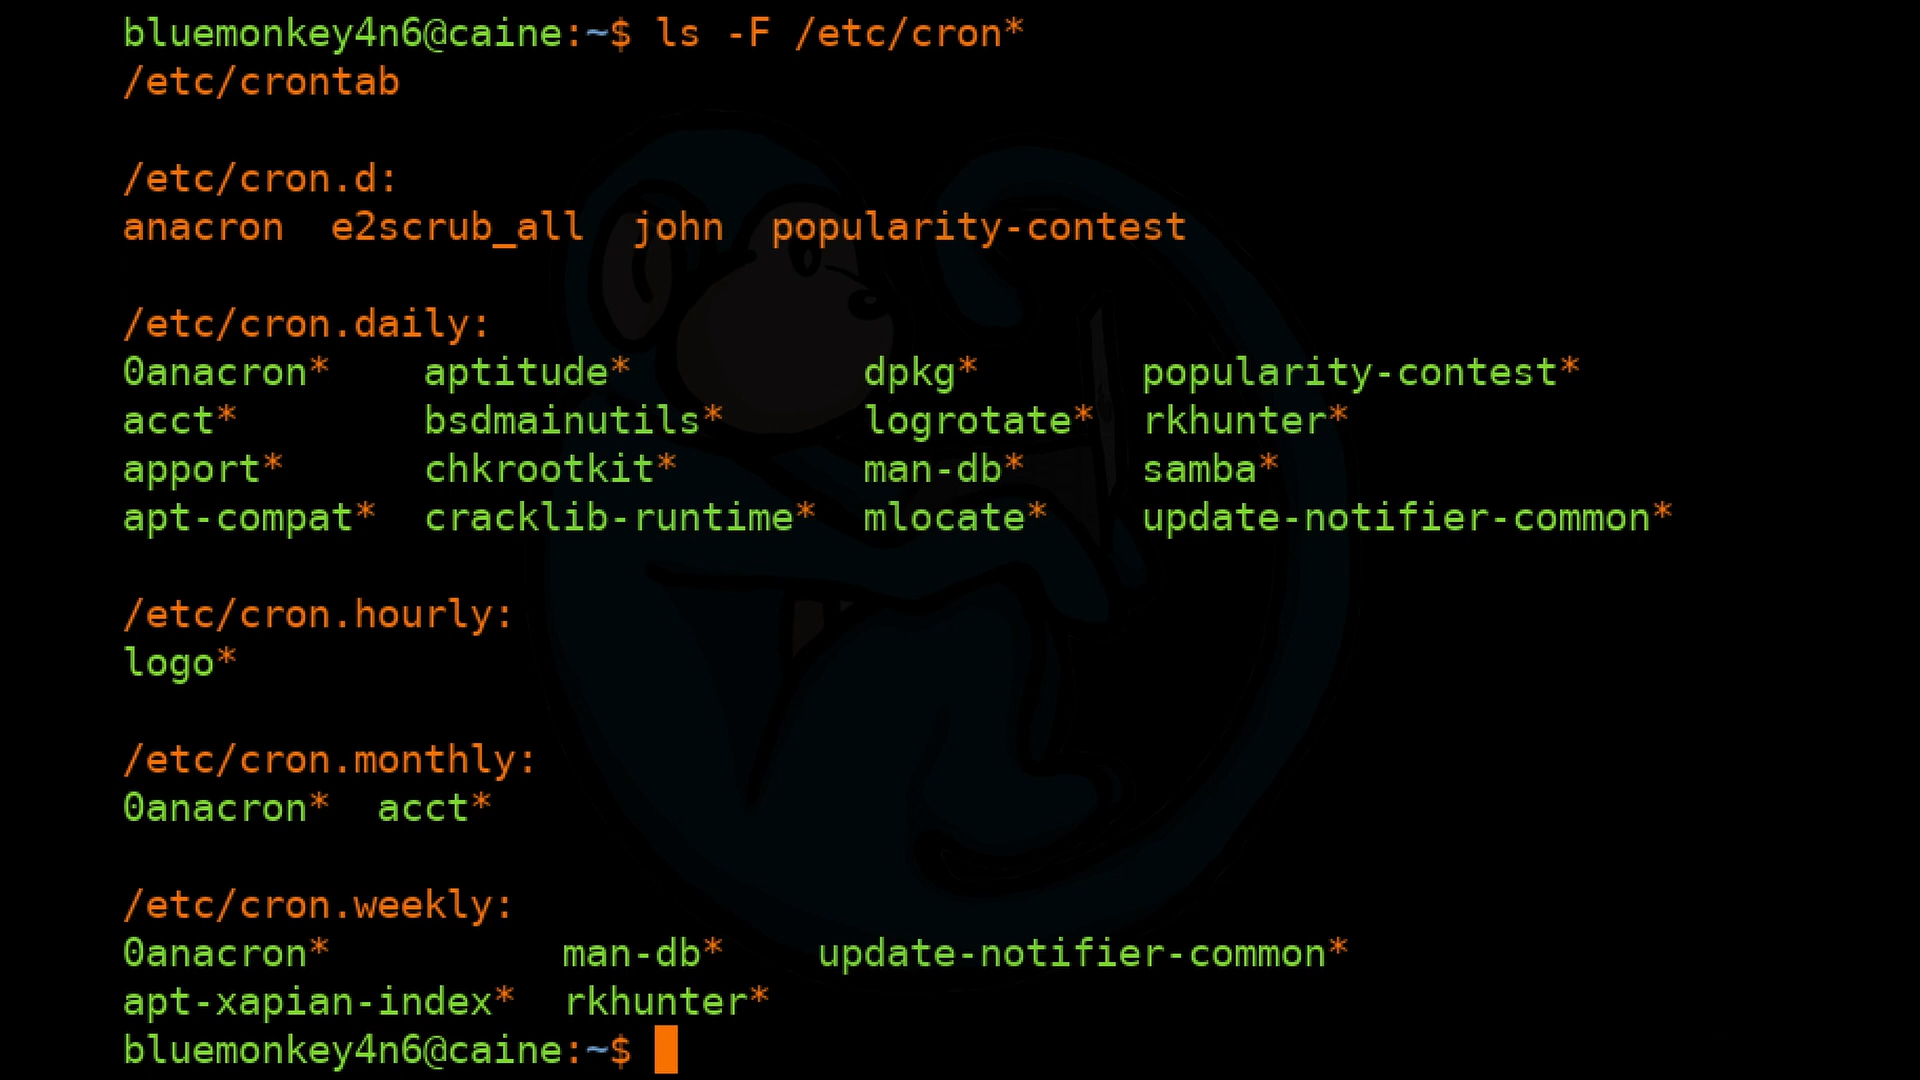 bluemonkey4n6@caine:~$ ls -F /etc/cron*
/etc/crontab
/etc/cron.d:
anacron  e2scrub_all  john  popularity-contest
/etc/cron.daily:
0anacron*    aptitude*          dpkg*       popularity-contest*
acct*        bsdmainutils*      logrotate*  rkhunter*
apport*      chkrootkit*        man-db*     samba*
apt-compat*  cracklib-runtime*  mlocate*    update-notifier-common*
/etc/cron.hourly:
logo*
/etc/cron.monthly:
0anacron*  acct*
/etc/cron.weekly:
0anacron*          man-db*    update-notifier-common*
apt-xapian-index*  rkhunter*
bluemonkey4n6@caine:~$